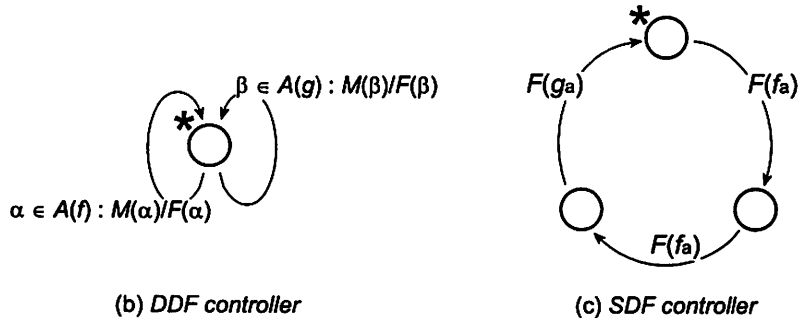 *
β ∈ A(g) : M(β)/F(β)
F(ga)
F(fa)
*
α ∈ A(f) : M(α)/F(α)
F(fa)
(b) DDF controller
(c) SDF controller